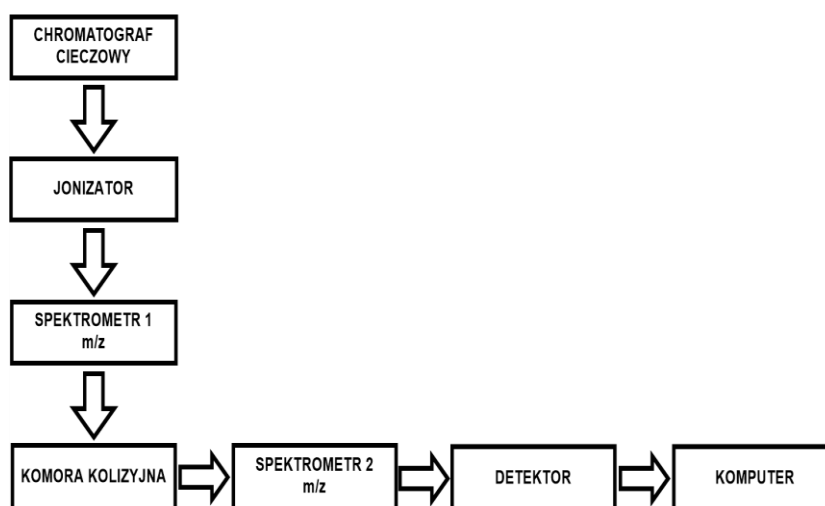 CHROMATOGRAF
CIECZOWY
JONIZATOR
SPEKTROMETR 1
m/z
KOMORA KOLIZYJNA
SPEKTROMETR 2
m/z
DETEKTOR
KOMPUTER